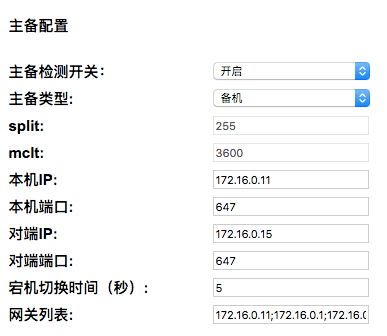 主备配置
主备检测开关: 开启
主备类型: 备机
split: 255
mclt: 3600
本机IP: 172.16.0.11
本机端口: 647
对端IP: 172.16.0.15
对端端口: 647
宕机切换时间（秒）: 5
网关列表: 172.16.0.11;172.16.0.1;172.16.